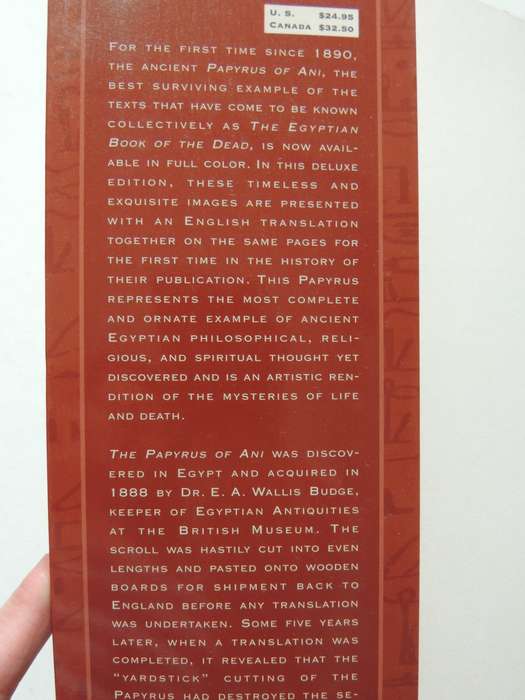 U. S. $24.95
CANADA $32.50
FOR THE FIRST TIME SINCE 1890,
THE ANCIENT PAPYRUS OF ANI, THE
BEST SURVIVING EXAMPLE OF THE
TEXTS THAT HAVE COME TO BE KNOWN
COLLECTIVELY AS THE EGYPTIAN
BOOK OF THE DEAD, IS NOW AVAIL-
ABLE IN FULL COLOR. IN THIS DELUXE
EDITION, THESE TIMELESS AND
EXQUISITE IMAGES ARE PRESENTED
WITH AN ENGLISH TRANSLATION
TOGETHER ON THE SAME PAGES FOR
THE FIRST TIME IN THE HISTORY OF
THEIR PUBLICATION. THIS PAPYRUS
REPRESENTS THE MOST COMPLETE
AND ORNATE EXAMPLE OF ANCIENT
EGYPTIAN PHILOSOPHICAL, RELI-
GIOUS, AND SPIRITUAL THOUGHT YET
DISCOVERED AND IS AN ARTISTIC REN-
DITION OF THE MYSTERIES OF LIFE
AND DEATH.
THE PAPYRUS OF ANI WAS DISCOV-
ERED IN EGYPT AND ACQUIRED IN
1888 BY DR. E. A. WALLIS BUDGE,
KEEPER OF EGYPTIAN ANTIQUITIES
AT THE BRITISH MUSEUM. THE
SCROLL WAS HASTILY CUT INTO EVEN
LENGTHS AND PASTED ONTO WOODEN
BOARDS FOR SHIPMENT BACK TO
ENGLAND BEFORE ANY TRANSLATION
WAS UNDERTAKEN. SOME FIVE YEARS
LATER, WHEN A TRANSLATION WAS
COMPLETED, IT REVEALED THAT THE
"YARDSTICK" CUTTING OF THE
PAPYRUS HAD DESTROYED THE SE-